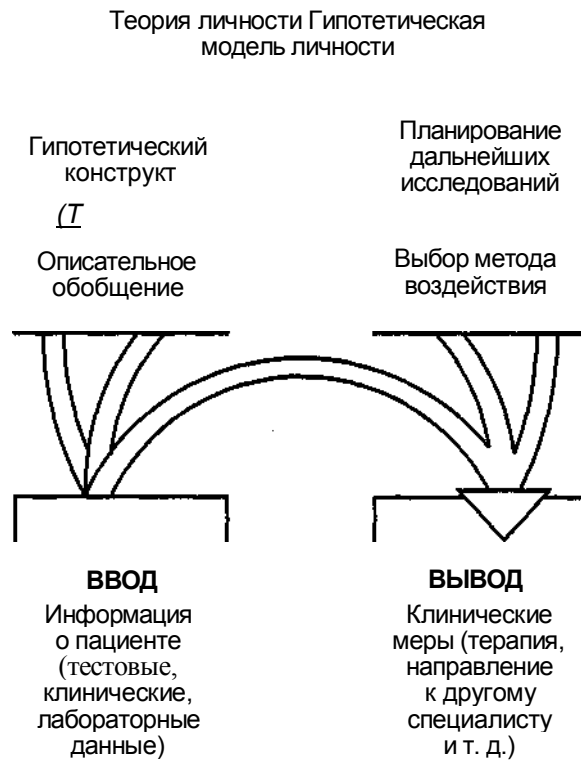 Теория личности Гипотетическая
модель личности
Гипотетический
конструкт
(Т
Описательное
обобщение
Планирование
дальнейших
исследований
Выбор метода
воздействия
ВВОД
Информация
о пациенте
(тестовые,
клинические,
лабораторные
данные)
ВЫВОД
Клинические
меры (терапия,
направление
к другому
специалисту
и т. д.)